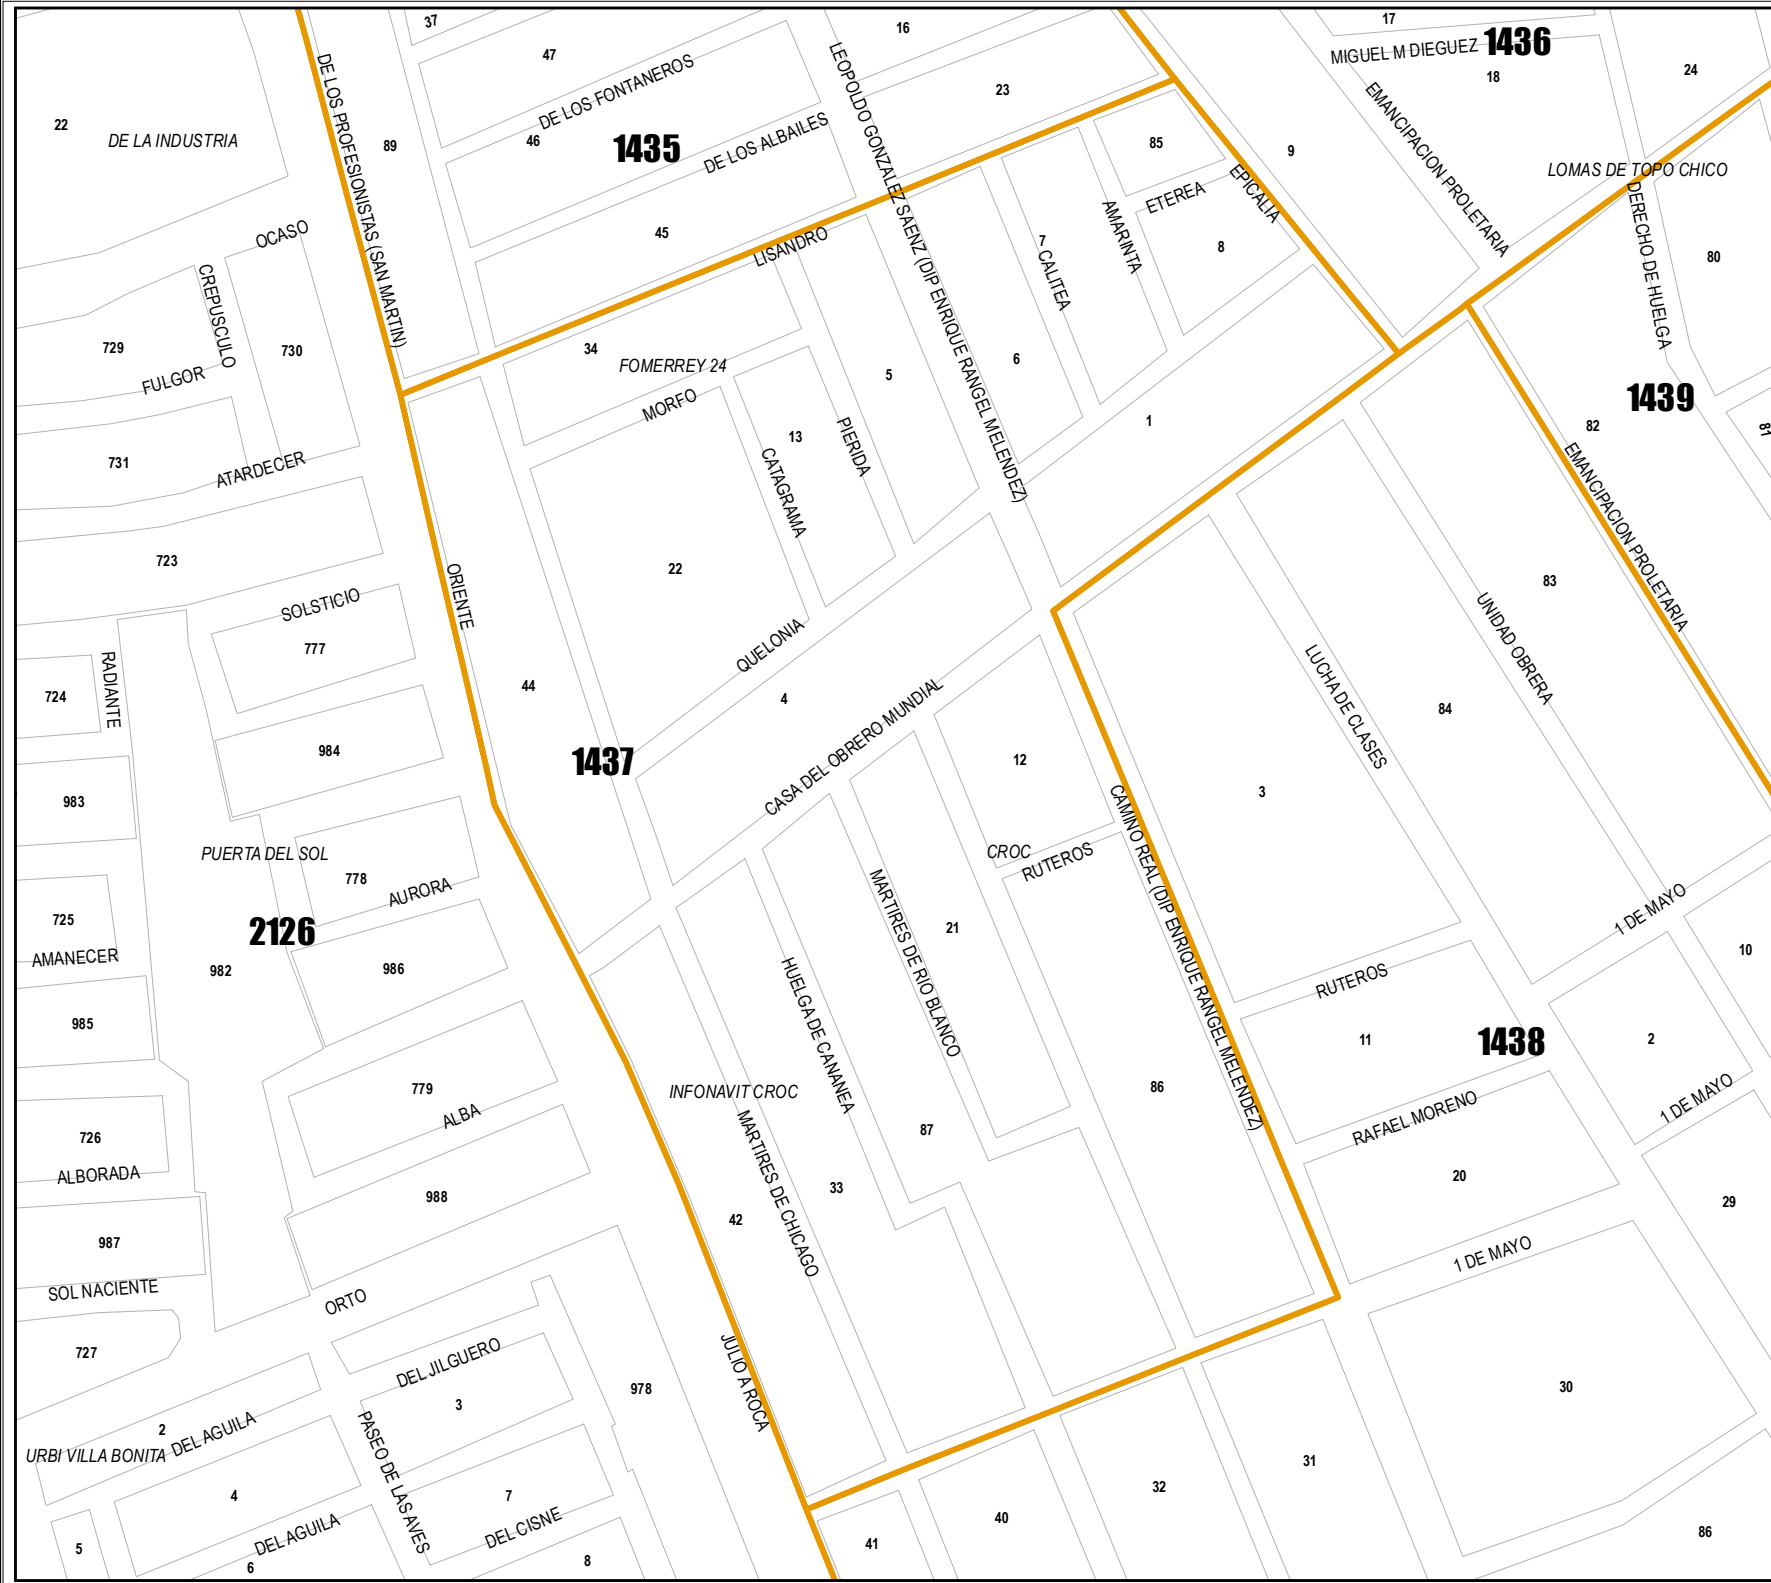 37
47
16
17
MIGUEL M DIEGUEZ
1436
18
24
22
DE LA INDUSTRIA
DE LOS PROFESIONISTAS (SAN MARTIN)
89
DE LOS FONTANEROS
46
1435
DE LOS ALBAILES
LEOPOLDO GONZALEZ SAENZ (DIP ENRIQUE RANGEL MELENDEZ)
23
85
9
EMANCIPACION PROLETARIA
LOMAS DE TOPO CHICO
ETEREA
EPICALIA
AMARINTA
DERECHO DE HUELGA
80
OCASO
45
LISANDRO
7
CALITEA
8
CREPUSCULO
729
730
FULGOR
34
FOMERREY 24
MORFO
5
6
1
1439
82
81
731
ATARDECER
13
PIERIDA
CATAGRAMA
EMANCIPACION PROLETARIA
723
22
ORIENTE
83
SOLSTICIO
777
UNIDAD OBRERA
QUELONIA
RADIANTE
724
44
4
CASA DEL OBRERO MUNDIAL
LUCHA DE CLASES
84
984
1437
12
3
983
CAMINO REAL (DIP ENRIQUE RANGEL MELENDEZ)
PUERTA DEL SOL
CROC
RUTEROS
778
AURORA
MARTIRES DE RIO BLANCO
1 DE MAYO
725
2126
21
AMANECER
982
986
HUELGA DE CANANEA
RUTEROS
10
985
11
1438
2
779
ALBA
INFONAVIT CROC
86
1 DE MAYO
RAFAEL MORENO
726
MARTIRES DE CHICAGO
87
ALBORADA
988
33
20
42
29
987
1 DE MAYO
SOL NACIENTE
ORTO
727
DEL JILGUERO
JULIO A ROCA
978
30
3
2
DEL AGUILA
PASEO DE LAS AVES
URBI VILLA BONITA
31
32
4
7
40
DEL CISNE
DEL AGUILA
5
6
8
41
86